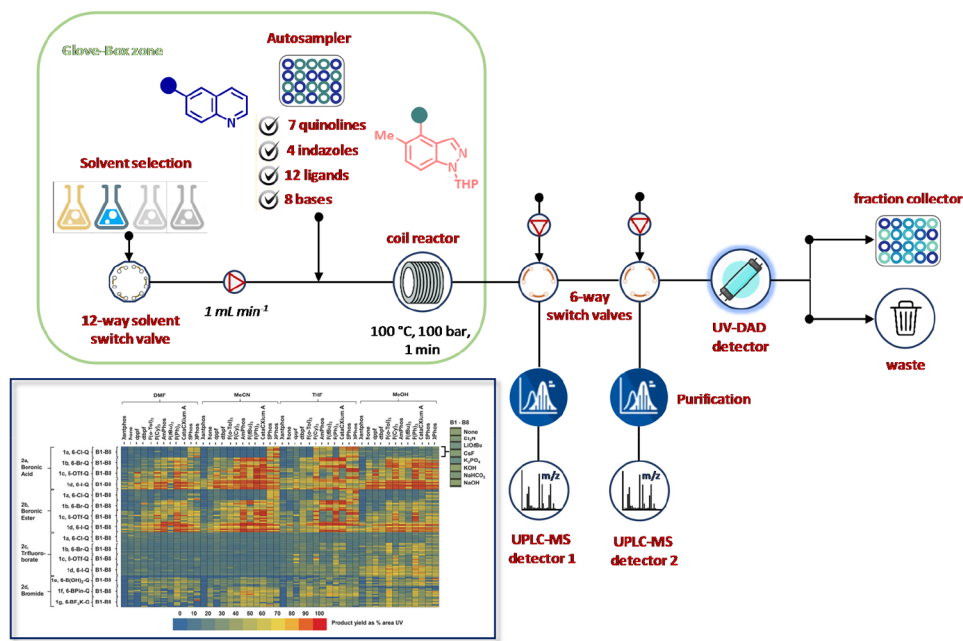 Glove-Box zone
Autosampler
7 quinolines
4 indazoles
12 ligands
8 bases
N
Me
N
N
THP
Solvent selection
12-way solvent
switch valve
1 mL min⁻¹
coil reactor
100 °C, 100 bar,
1 min
6-way
switch valves
UV-DAD
detector
fraction collector
waste
Purification
m/z
m/z
UPLC-MS
detector 1
UPLC-MS
detector 2
DMF MeCN THF MeOH
B1 - B8
None
Et₃N
LiOtBu
CsF
K₃PO₄
KOH
NaHCO₃
NaOH
2a,
Boronic
Acid
1a, 6-Cl-Q B1-B8
1b, 6-Br-Q B1-B8
1c, 6-OTf-Q B1-B8
1d, 6-I-Q B1-B8
2b,
Boronic
Ester
1a, 6-Cl-Q B1-B8
1b, 6-Br-Q B1-B8
1c, 6-OTf-Q B1-B8
1d, 6-I-Q B1-B8
2c,
Trifluoro-
borate
1a, 6-Cl-Q B1-B8
1b, 6-Br-Q B1-B8
1c, 6-OTf-Q B1-B8
1d, 6-I-Q B1-B8
2d,
Bromide
1e, 6-B(OH)₂-Q B1-B8
1f, 6-BPin-Q B1-B8
1g, 6-BF₃K-Q B1-B8
0 10 20 30 40 50 60 70 80 90 100
Product yield as % area UV